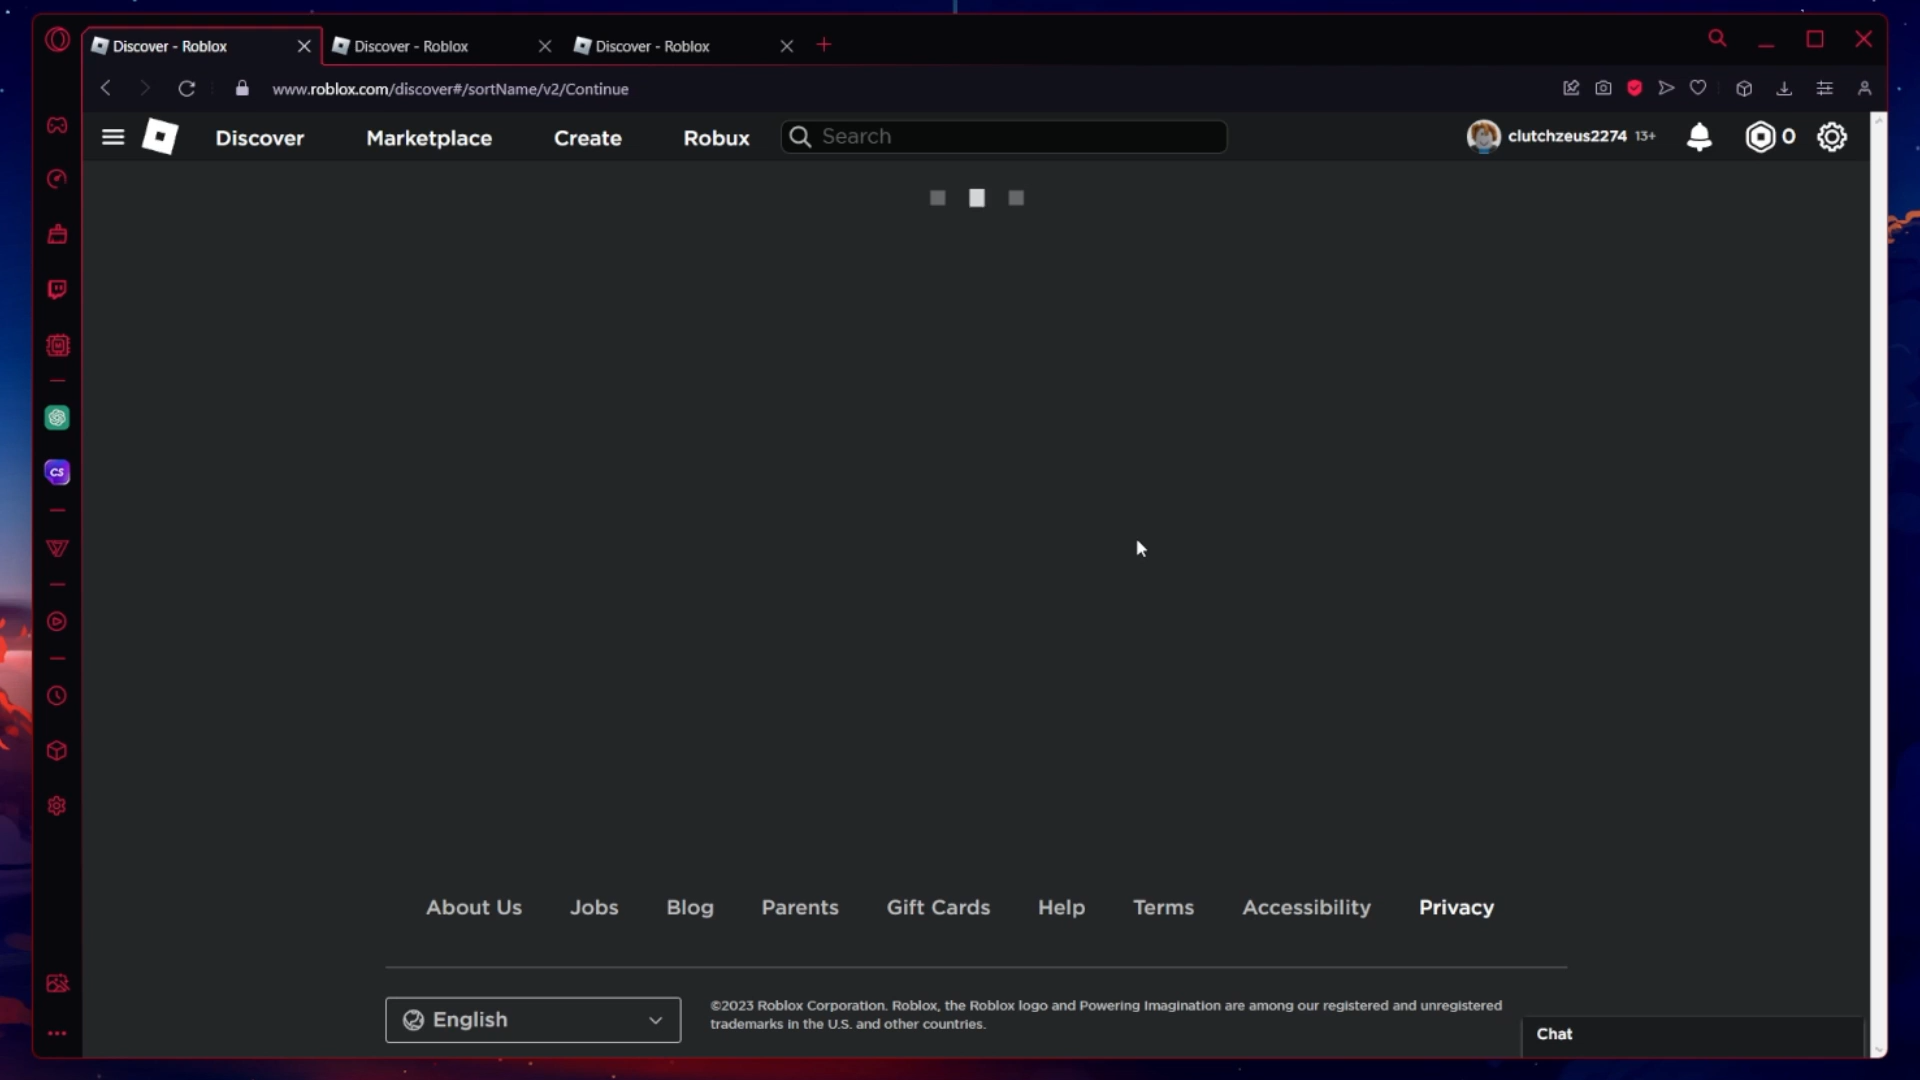 Discover - Roblox
Discover - Roblox
Discover - Roblox
www.roblox.com/discover#/sortName/v2/Continue
Discover
Marketplace
Create
Robux
Search
clutchzeus2274 13+
0
CS
About Us
Jobs
Blog
Parents
Gift Cards
Help
Terms
Accessibility
Privacy
English
©2023 Roblox Corporation. Roblox, the Roblox logo and Powering Imagination are among our registered and unregistered
trademarks in the U.S. and other countries.
Chat